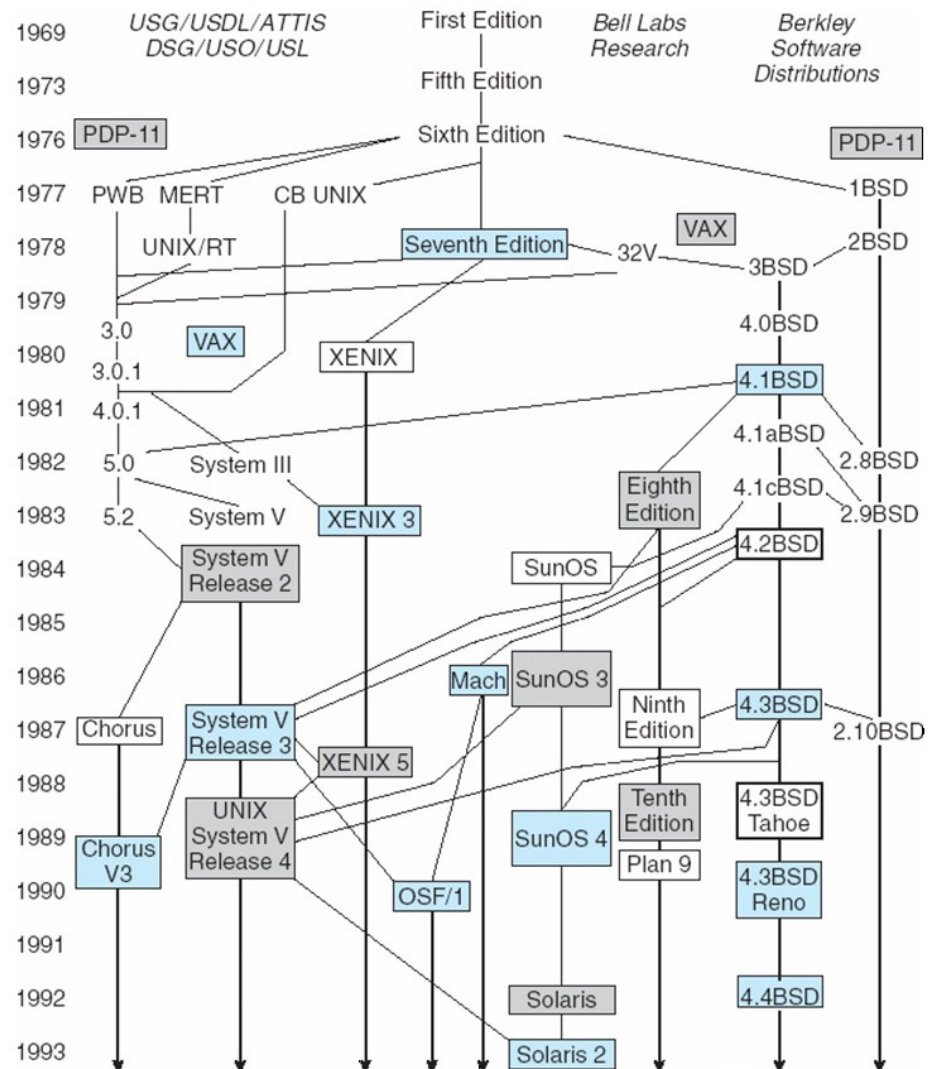 USG/USDL/ATTIS
DSG/USO/USL
First Edition
Bell Labs
Research
Berkley
Software
Distributions
1969
1973
Fifth Edition
1976
PDP-11
Sixth Edition
PDP-11
1977
PWB
MERT
CB UNIX
1BSD
1978
UNIX/RT
Seventh Edition
32V
VAX
2BSD
3BSD
1979
3.0
VAX
4.0BSD
1980
3.0.1
XENIX
4.1BSD
1981
4.0.1
4.1aBSD
1982
5.0
System III
2.8BSD
Eighth
Edition
4.1cBSD
1983
5.2
System V
XENIX 3
2.9BSD
4.2BSD
1984
System V
Release 2
SunOS
1985
1986
Mach
SunOS 3
1987
Chorus
System V
Release 3
Ninth
Edition
4.3BSD
2.10BSD
XENIX 5
1988
UNIX
System V
Release 4
Tenth
Edition
4.3BSD
Tahoe
1989
Chorus
V3
SunOS 4
Plan 9
1990
OSF/1
4.3BSD
Reno
1991
1992
Solaris
4.4BSD
1993
Solaris 2